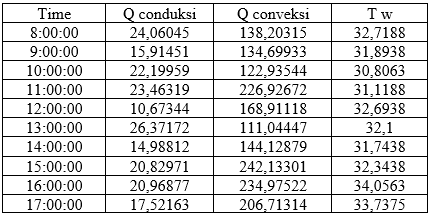 Time Q conduksi Q conveksi T w
8:00:00 24,06045 138,20315 32,7188
9:00:00 15,91451 134,69933 31,8938
10:00:00 22,19959 122,93544 30,8063
11:00:00 23,46319 226,92672 31,1188
12:00:00 10,67344 168,91118 32,6938
13:00:00 26,37172 111,04447 32,1
14:00:00 14,98812 144,12879 31,7438
15:00:00 20,82971 242,13301 32,3438
16:00:00 20,96877 234,97522 34,0563
17:00:00 17,52163 206,71314 33,7375